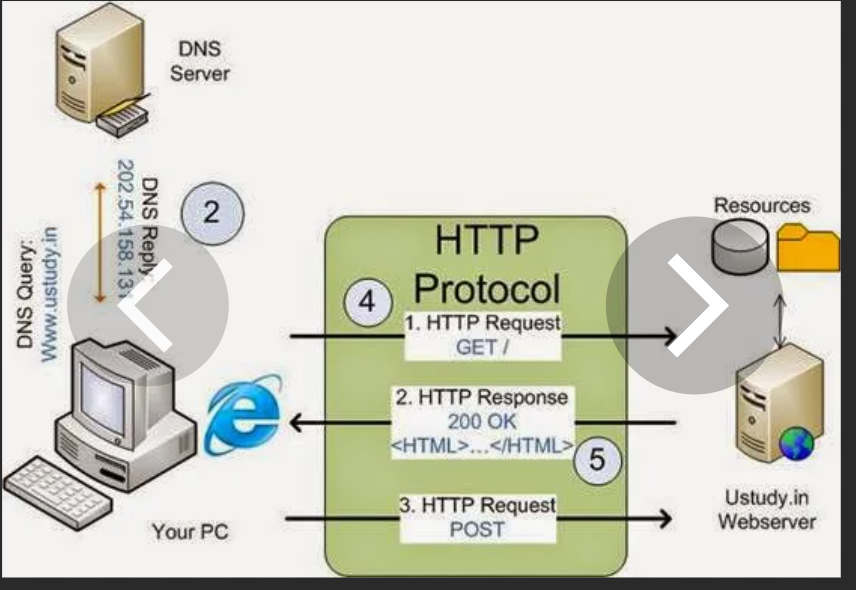 DNS
Server
DNS Query:
Www.ustudy.in
DNS Reply:
202.54.158.131
2
HTTP
Protocol
4
1. HTTP Request
GET /
2. HTTP Response
200 OK
<HTML>...</HTML>
5
3. HTTP Request
POST
Resources
Your PC
Ustudy.in
Webserver